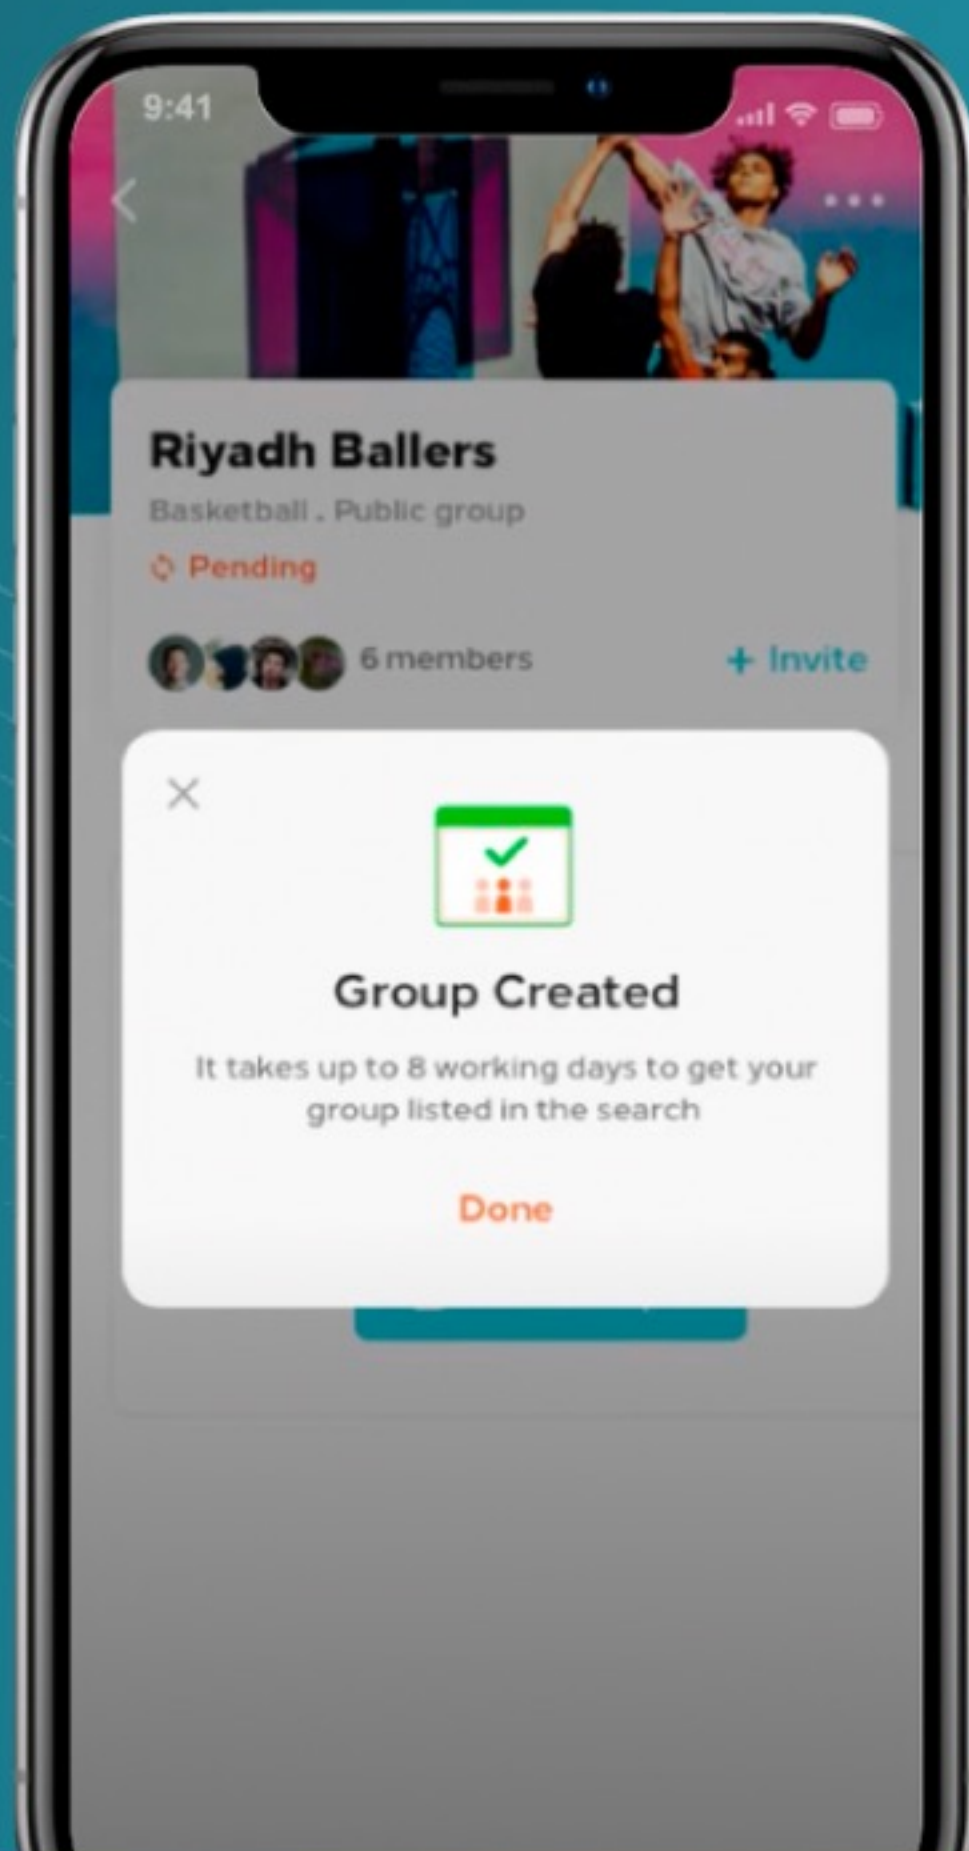 9:41
Riyadh Ballers
Basketball . Public group
Pending
6 members
+ Invite
Group Created
It takes up to 8 working days to get your
group listed in the search
Done